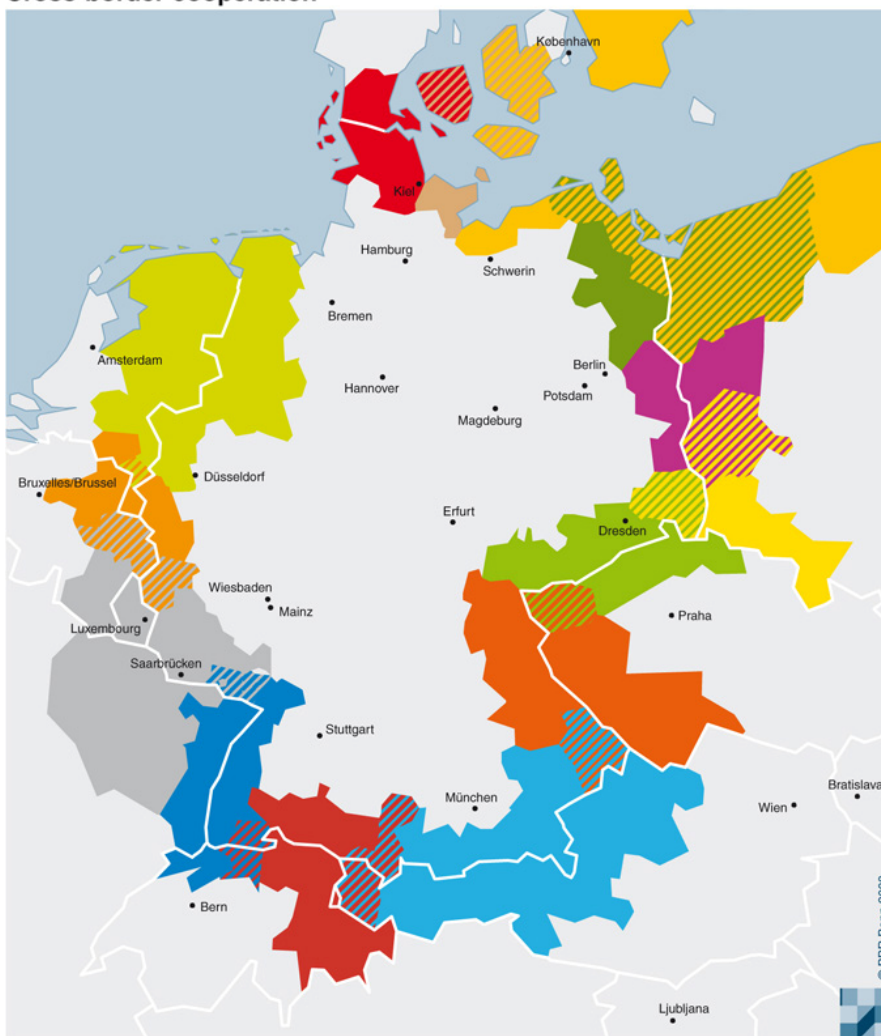 København
Kiel
Hamburg
Schwerin
Bremen
Amsterdam
Berlin
Hannover
Potsdam
Magdeburg
Düsseldorf
Bruxelles/Brussel
Erfurt
Dresden
Wiesbaden
Mainz
Praha
Luxembourg
Saarbrücken
Stuttgart
München
Bratislava
Wien
Bern
Ljubljana